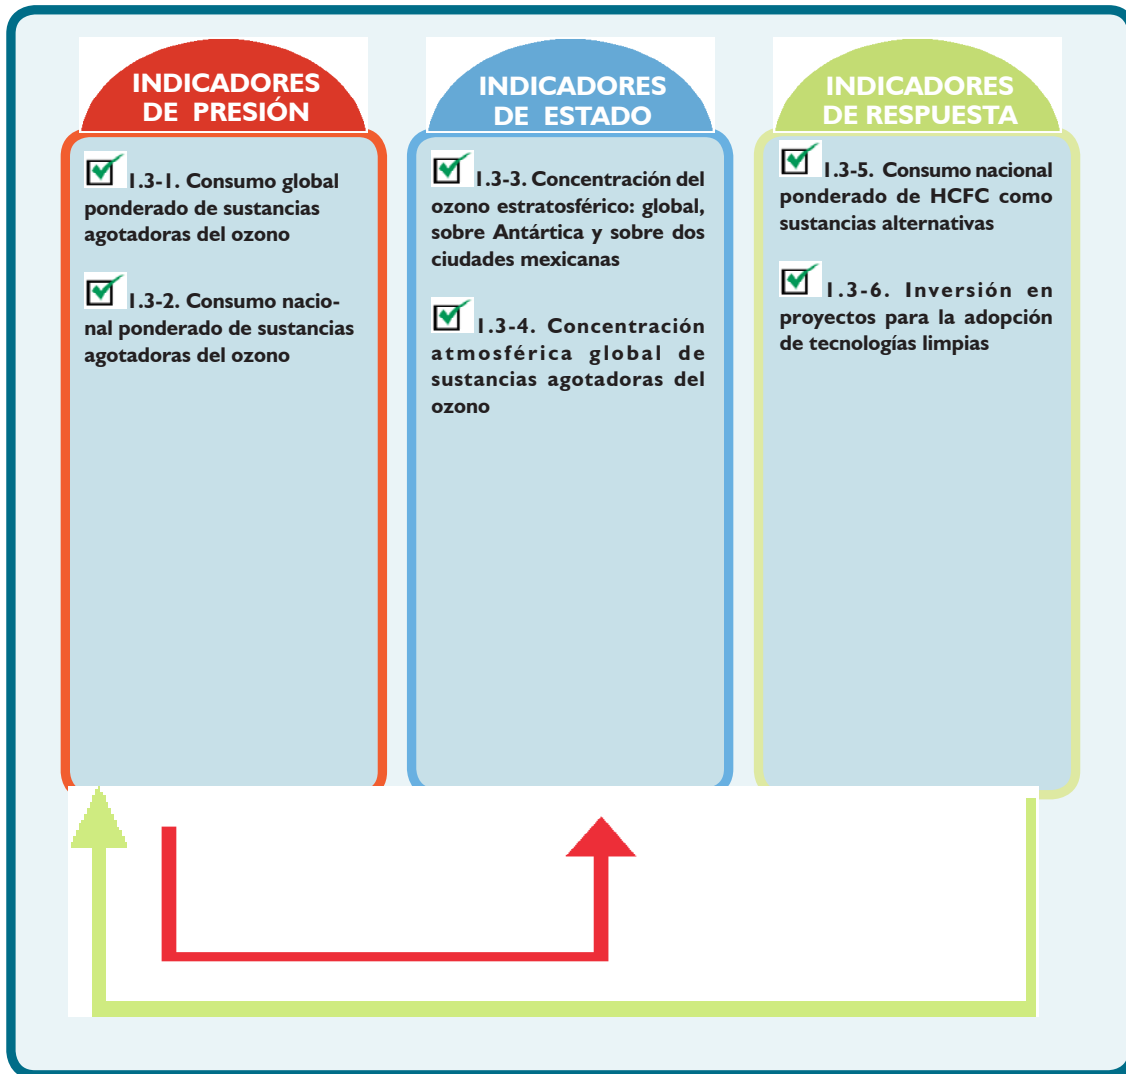 INDICADORES
DE PRESIÓN
1.3-1. Consumo global
ponderado de sustancias
agotadoras del ozono
1.3-2. Consumo nacio-
nal ponderado de sustancias
agotadoras del ozono
INDICADORES
DE ESTADO
1.3-3. Concentración del
ozono estratosférico: global,
sobre Antártica y sobre dos
ciudades mexicanas
1.3-4. Concentración
atmosférica global de
sustancias agotadoras del
ozono
INDICADORES
DE RESPUESTA
1.3-5. Consumo nacional
ponderado de HCFC como
sustancias alternativas
1.3-6. Inversión en
proyectos para la adopción
de tecnologías limpias